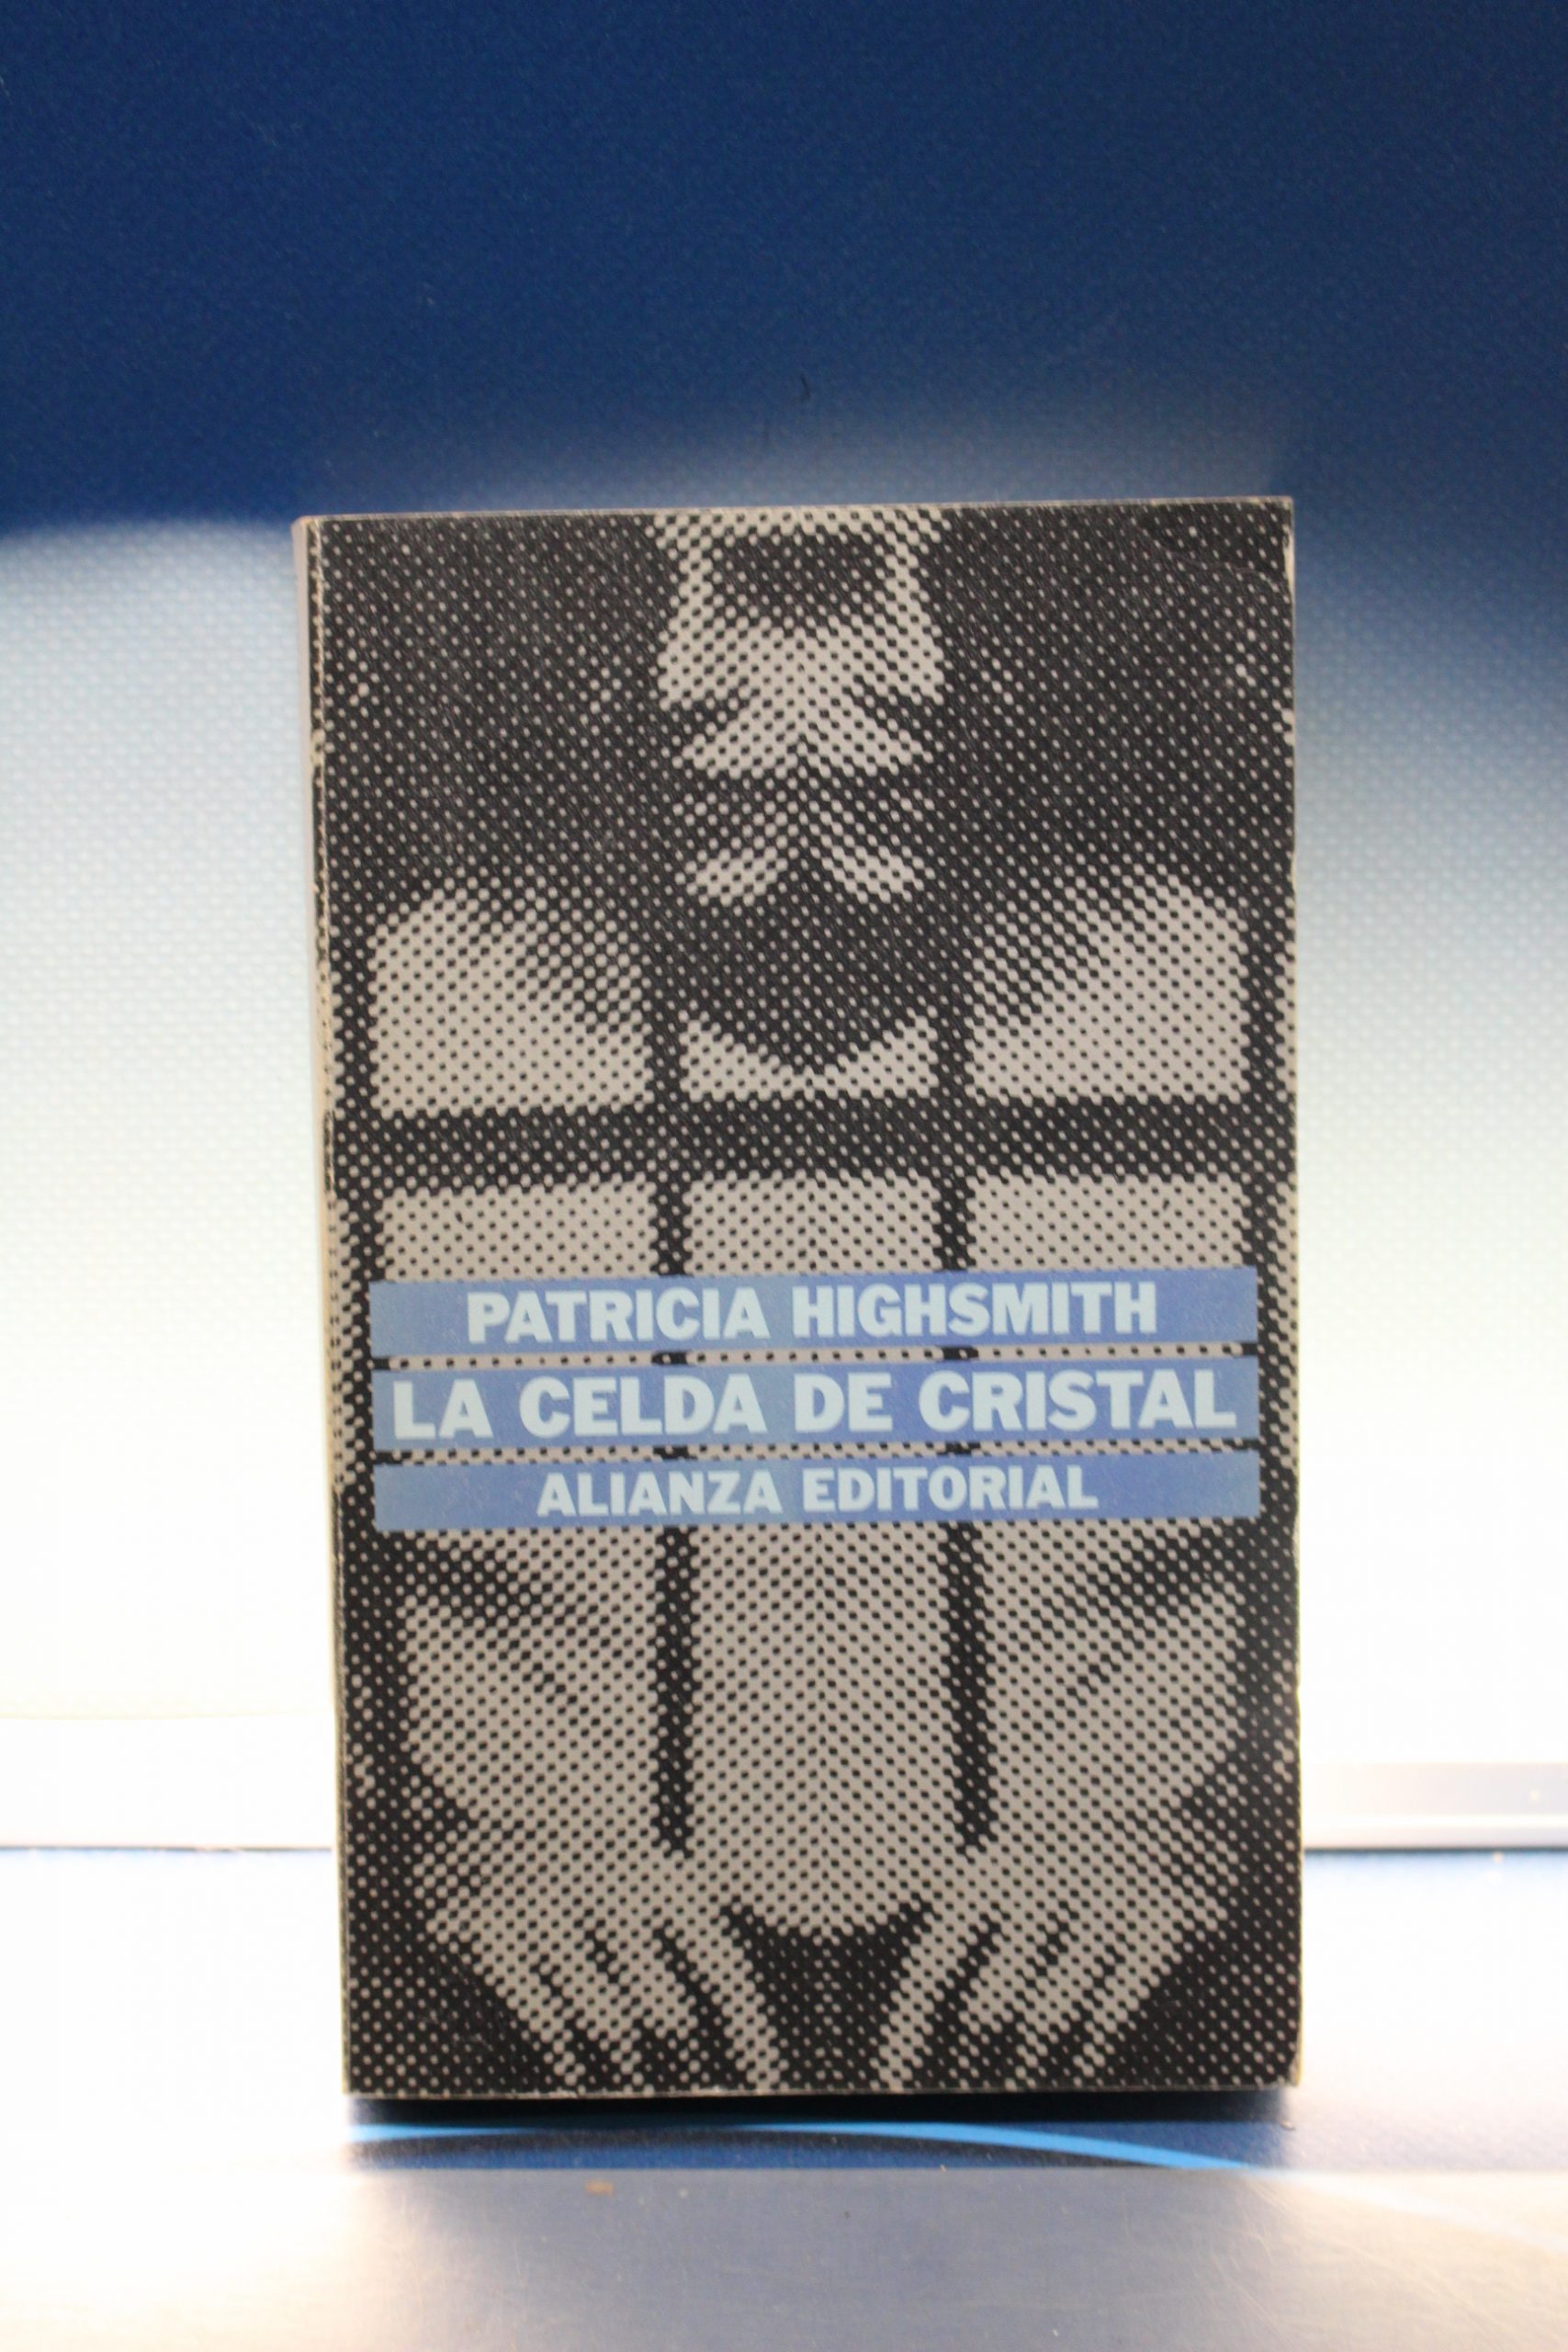 PATRICIA HIGHSMITH
LA CELDA DE CRISTAL
ALIANZA EDITORIAL